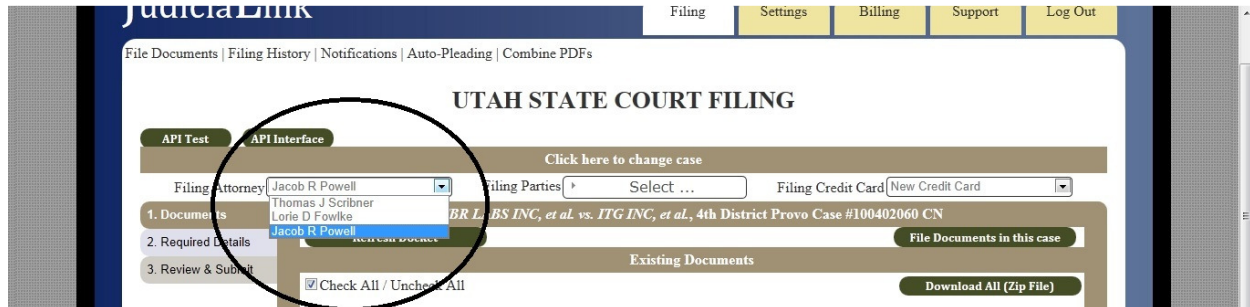 JudiciaLink
Filing Settings Billing Support Log Out
File Documents | Filing History | Notifications | Auto-Pleading | Combine PDFs
UTAH STATE COURT FILING
API Test API Interface
Click here to change case
Filing Attorney Jacob R Powell Filing Parties Select ... Filing Credit Card New Credit Card
Thomas J Scribner
Lorie D Fowlke
Jacob R Powell
1. Documents BR LABS INC, et al. vs. ITG INC, et al., 4th District Provo Case #100402060 CN
2. Required Details Refresh Docket File Documents in this case
Existing Documents
3. Review & Submit
Check All / Uncheck All Download All (Zip File)